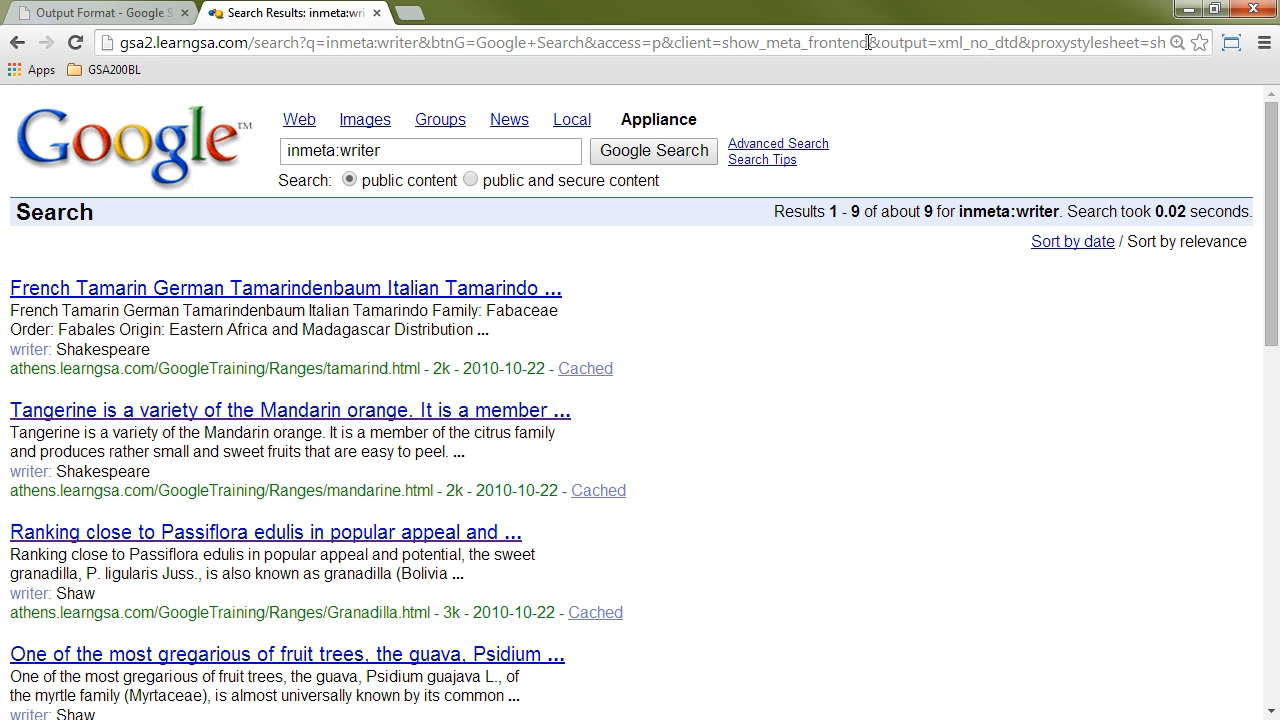 Output Format - Google S
Search Results: inmeta:wri
gsa2.learngsa.com/search?q=inmeta:writer&btnG=Google+Search&access=p&client=show_meta_frontend&output=xml_no_dtd&proxystylesheet=sh
Apps GSA200BL
Google™
Web Images Groups News Local Appliance
inmeta:writer Google Search Advanced Search
Search Tips
Search: public content public and secure content
Search Results 1 - 9 of about 9 for inmeta:writer. Search took 0.02 seconds.
Sort by date / Sort by relevance
French Tamarin German Tamarindenbaum Italian Tamarindo ...
French Tamarin German Tamarindenbaum Italian Tamarindo Family: Fabaceae
Order: Fabales Origin: Eastern Africa and Madagascar Distribution ...
writer: Shakespeare
athens.learngsa.com/GoogleTraining/Ranges/tamarind.html - 2k - 2010-10-22 - Cached
Tangerine is a variety of the Mandarin orange. It is a member ...
Tangerine is a variety of the Mandarin orange. It is a member of the citrus family
and produces rather small and sweet fruits that are easy to peel. ...
writer: Shakespeare
athens.learngsa.com/GoogleTraining/Ranges/mandarine.html - 2k - 2010-10-22 - Cached
Ranking close to Passiflora edulis in popular appeal and ...
Ranking close to Passiflora edulis in popular appeal and potential, the sweet
granadilla, P. ligularis Juss., is also known as granadilla (Bolivia ...
writer: Shaw
athens.learngsa.com/GoogleTraining/Ranges/Granadilla.html - 3k - 2010-10-22 - Cached
One of the most gregarious of fruit trees, the guava, Psidium ...
One of the most gregarious of fruit trees, the guava, Psidium guajava L., of
the myrtle family (Myrtaceae), is almost universally known by its common ...
writer: Shaw